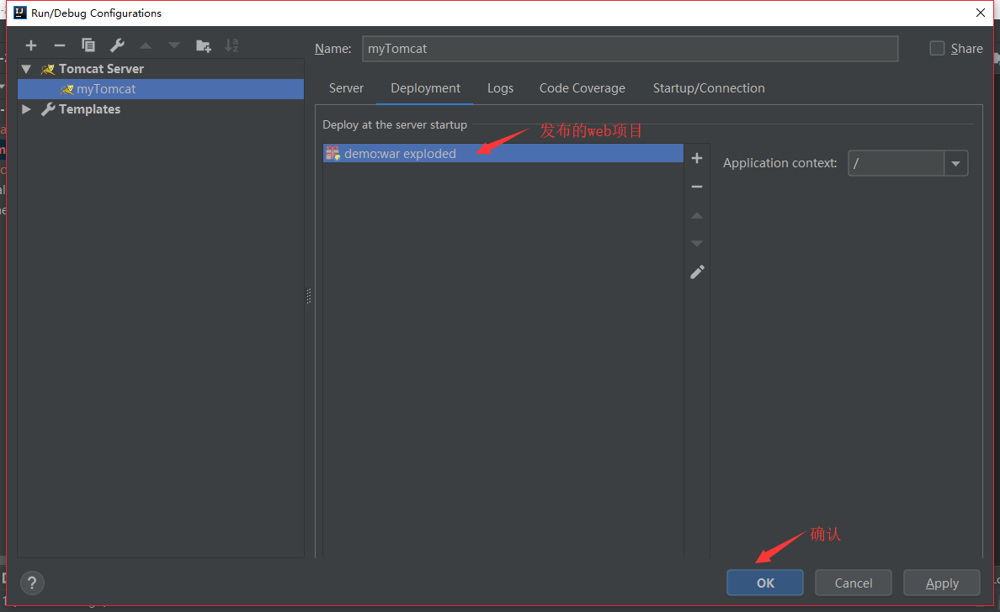 Run/Debug Configurations
Name: myTomcat
Share
Tomcat Server
myTomcat
Templates
Server Deployment Logs Code Coverage Startup/Connection
Deploy at the server startup
发布的web项目
demo:war exploded
Application context: /
确认
? OK Cancel Apply